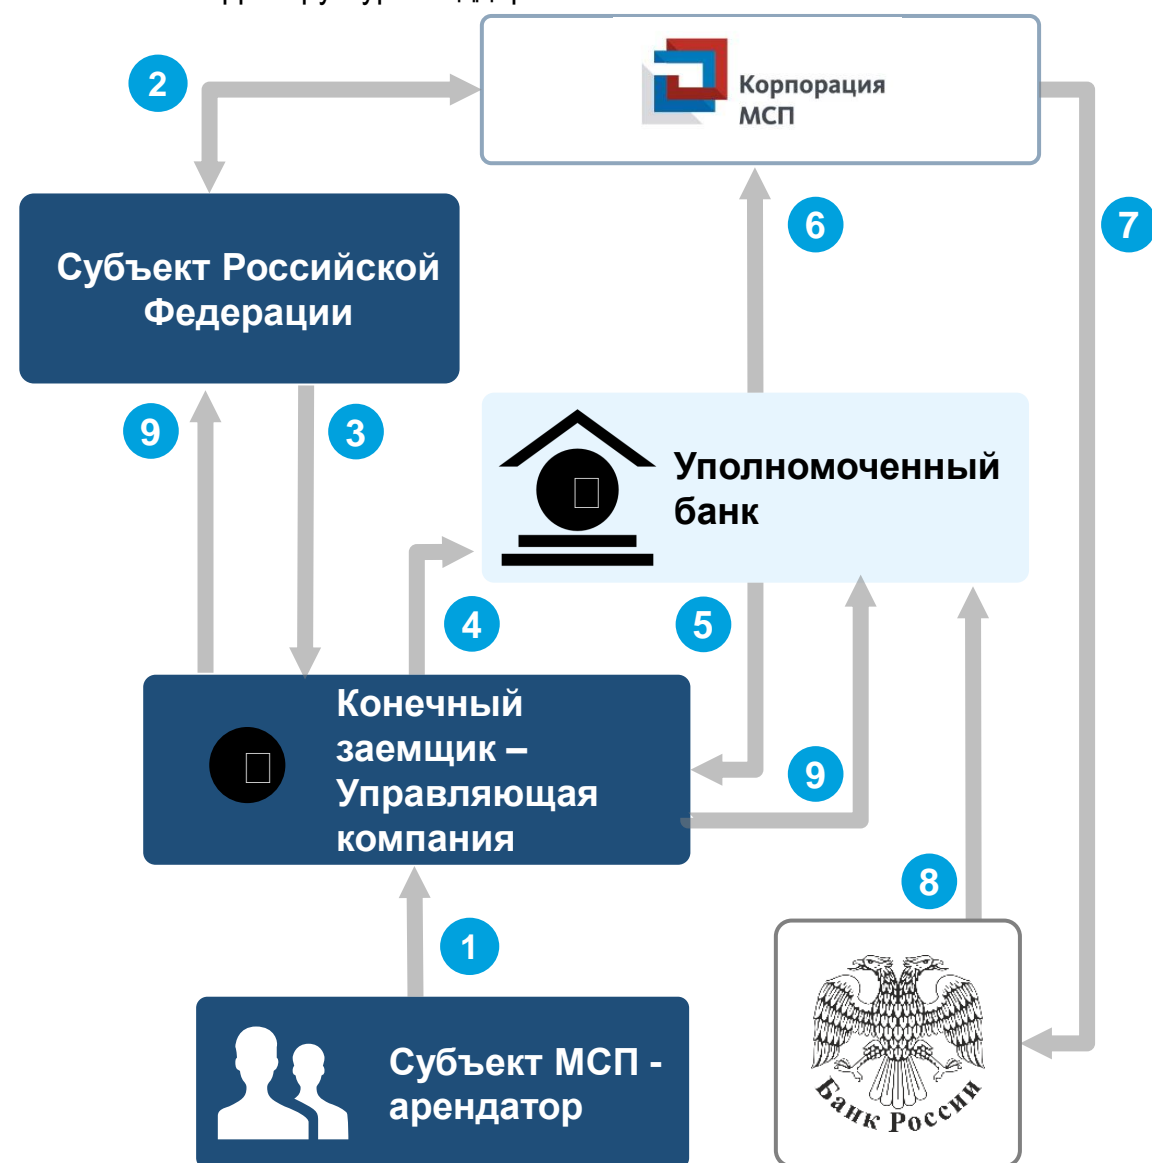 2
Корпорация
МСП
6
7
Субъект Российской
Федерации
9
3
Уполномоченный
банк
4
5
Конечный
заемщик –
Управляющая
компания
9
8
1
Субъект МСП -
арендатор
Банк России